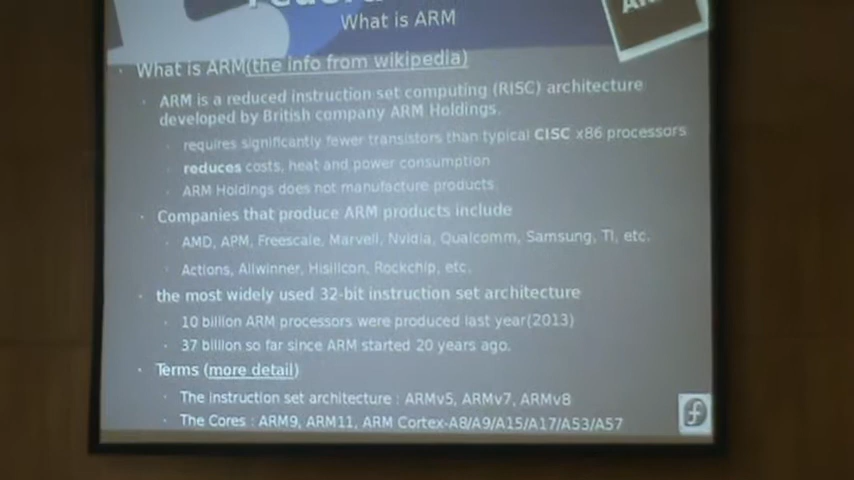 What is ARM
What is ARM(the info from wikipedia)
ARM is a reduced instruction set computing (RISC) architecture
developed by British company ARM Holdings.
requires significantly fewer transistors than typical CISC x86 processors
reduces costs, heat and power consumption
ARM Holdings does not manufacture products.
Companies that produce ARM products include
AMD, APM, Freescale, Marvell, Nvidia, Qualcomm, Samsung, TI, etc.
Actions, Allwinner, Hisilicon, Rockchip, etc.
the most widely used 32-bit instruction set architecture
10 billion ARM processors were produced last year(2013)
37 billion so far since ARM started 20 years ago.
Terms (more detail)
The instruction set architecture : ARMv5, ARMv7, ARMv8
The Cores : ARM9, ARM11, ARM Cortex-A8/A9/A15/A17/A53/A57